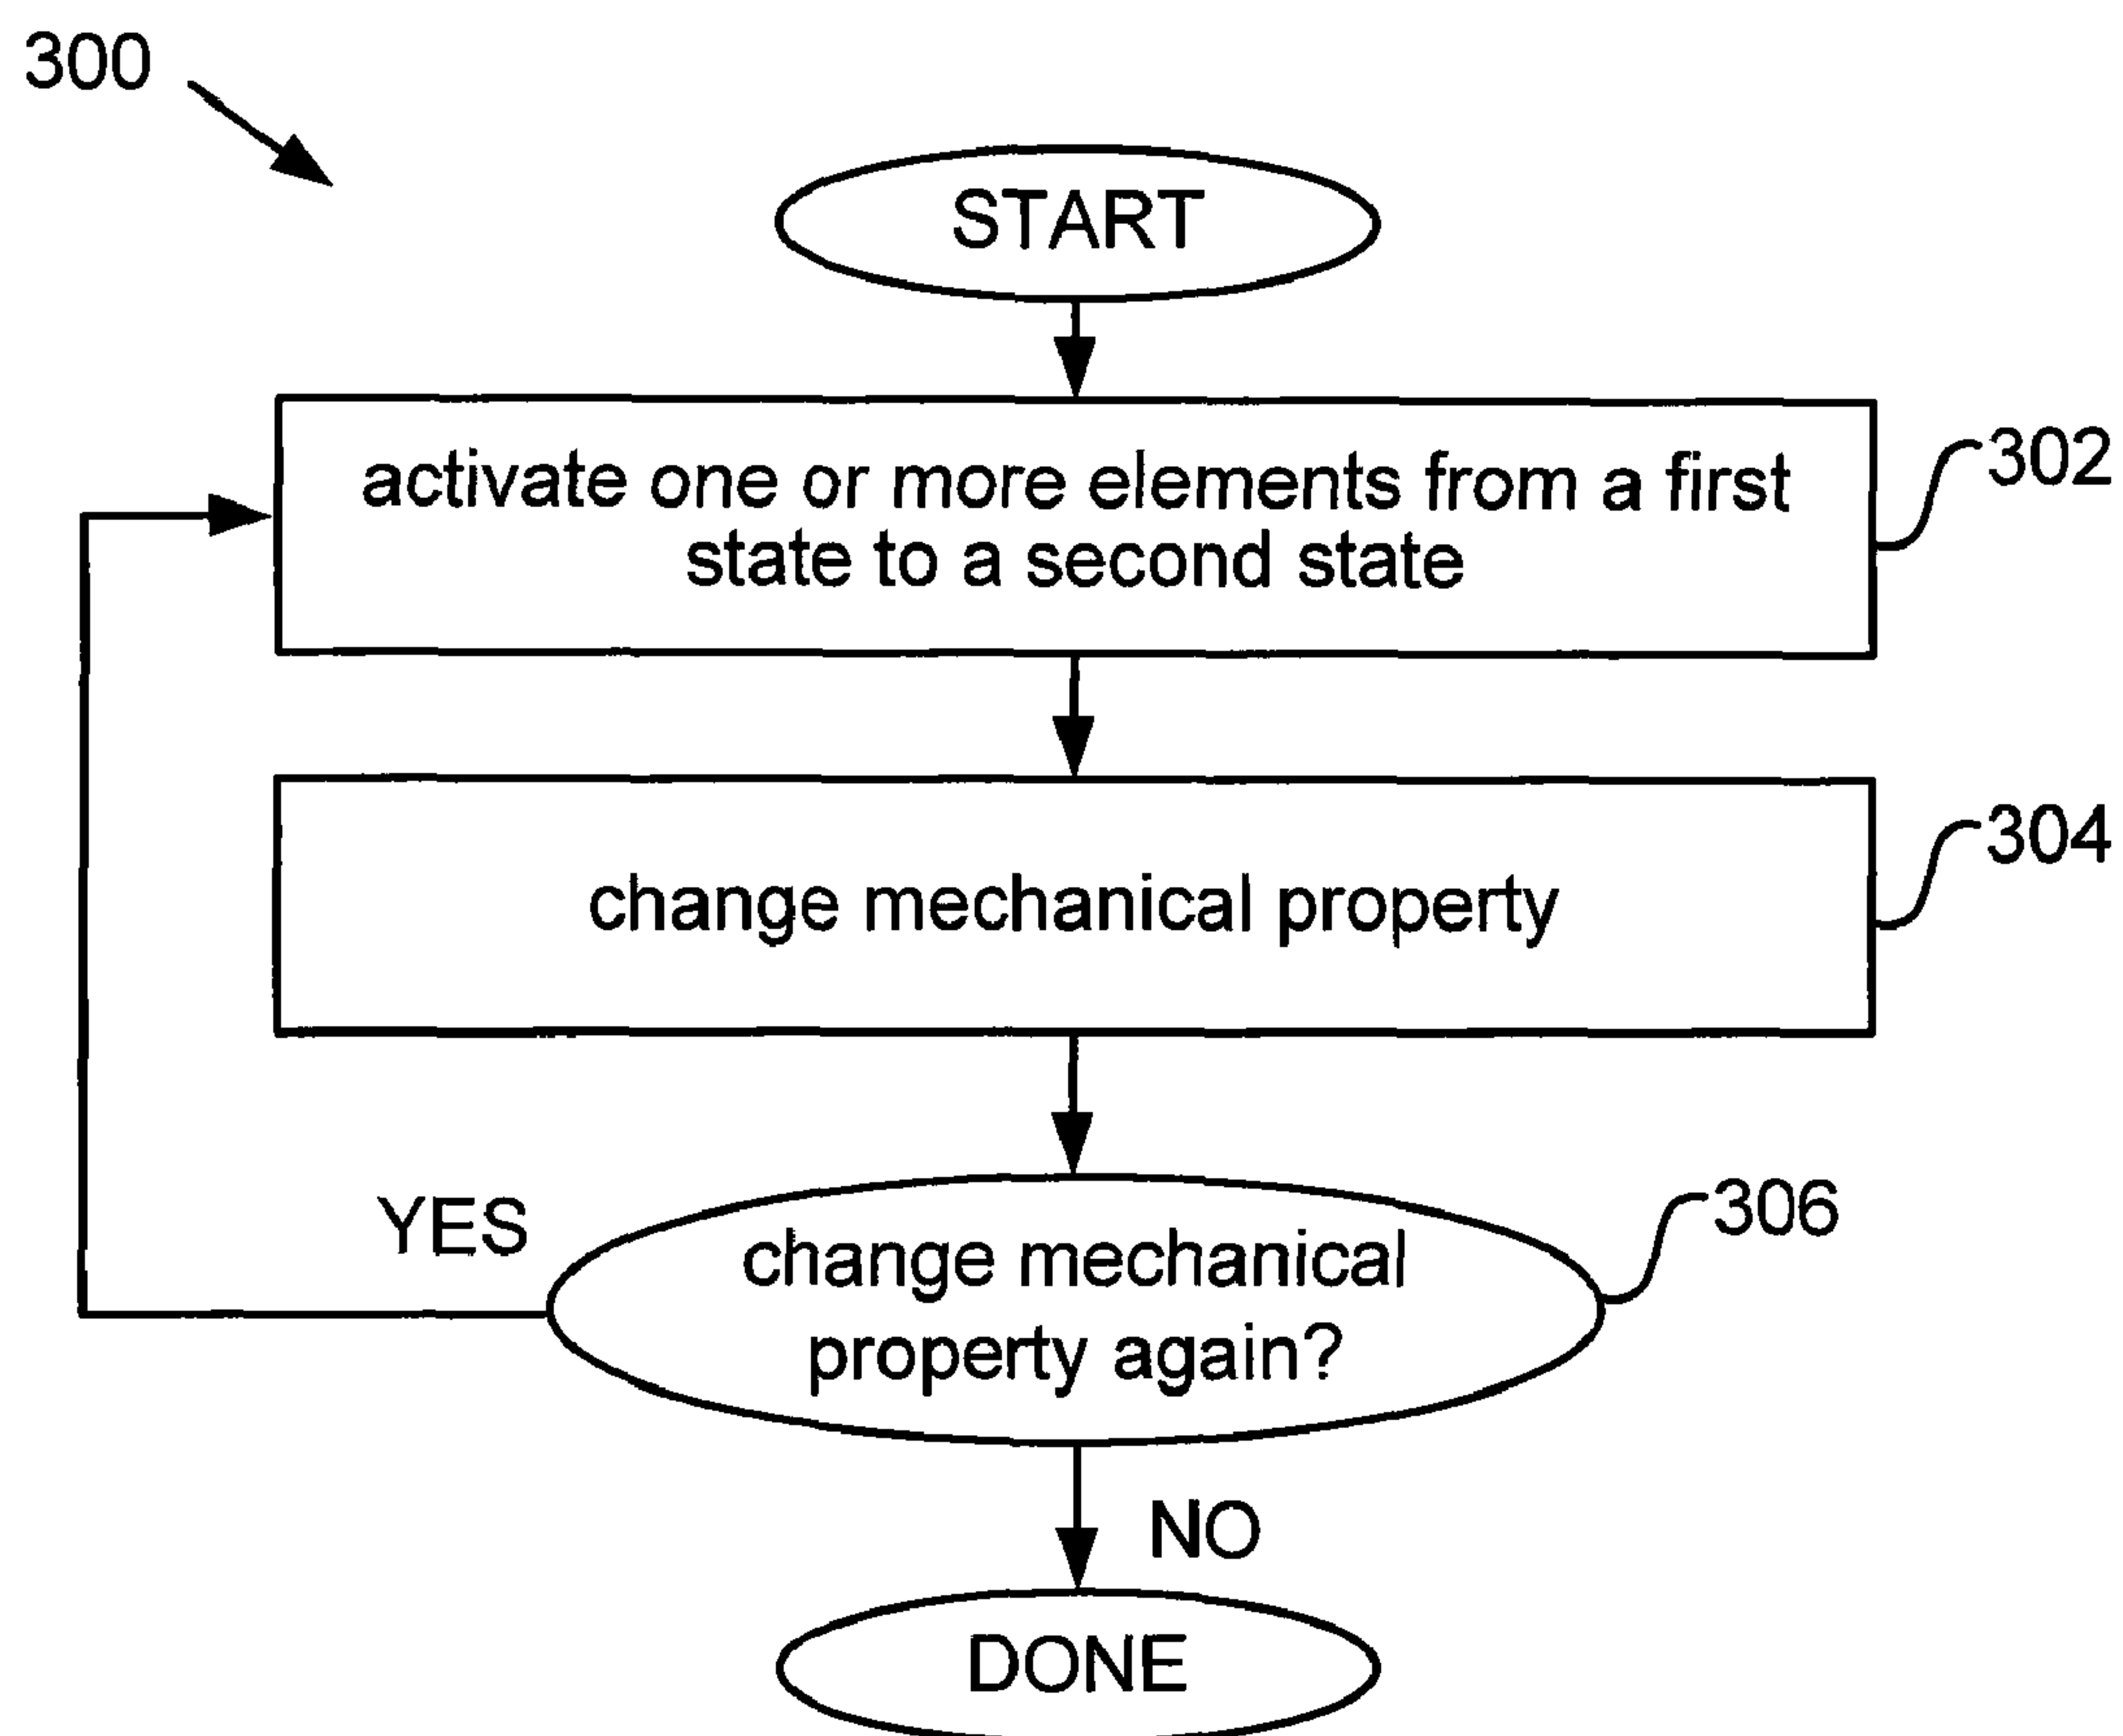 300
START
activate one or more elements from a first
state to a second state
302
change mechanical property
304
YES
change mechanical
property again?
306
NO
DONE